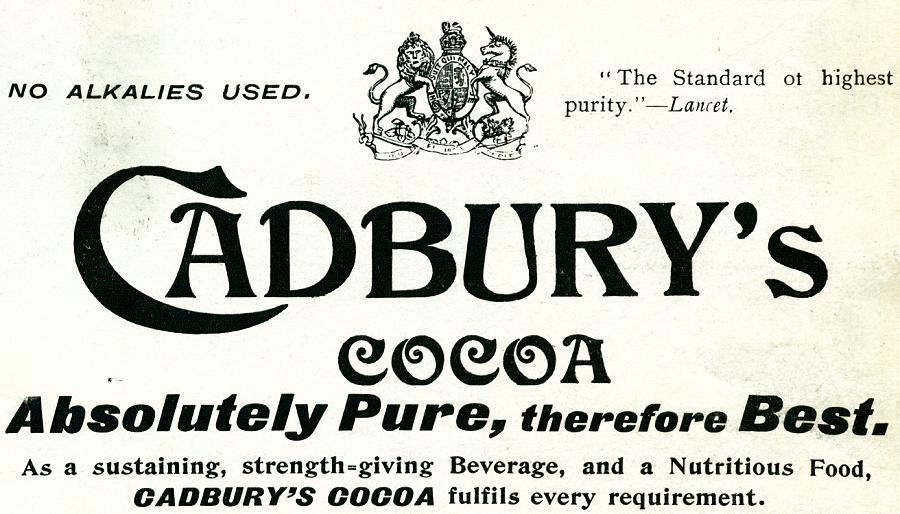 NO ALKALIES USED.
"The Standard ot highest
purity."—Lancet.
CADBURY's
COCOA
Absolutely Pure, therefore Best.
As a sustaining, strength=giving Beverage, and a Nutritious Food,
CADBURY'S COCOA fulfils every requirement.